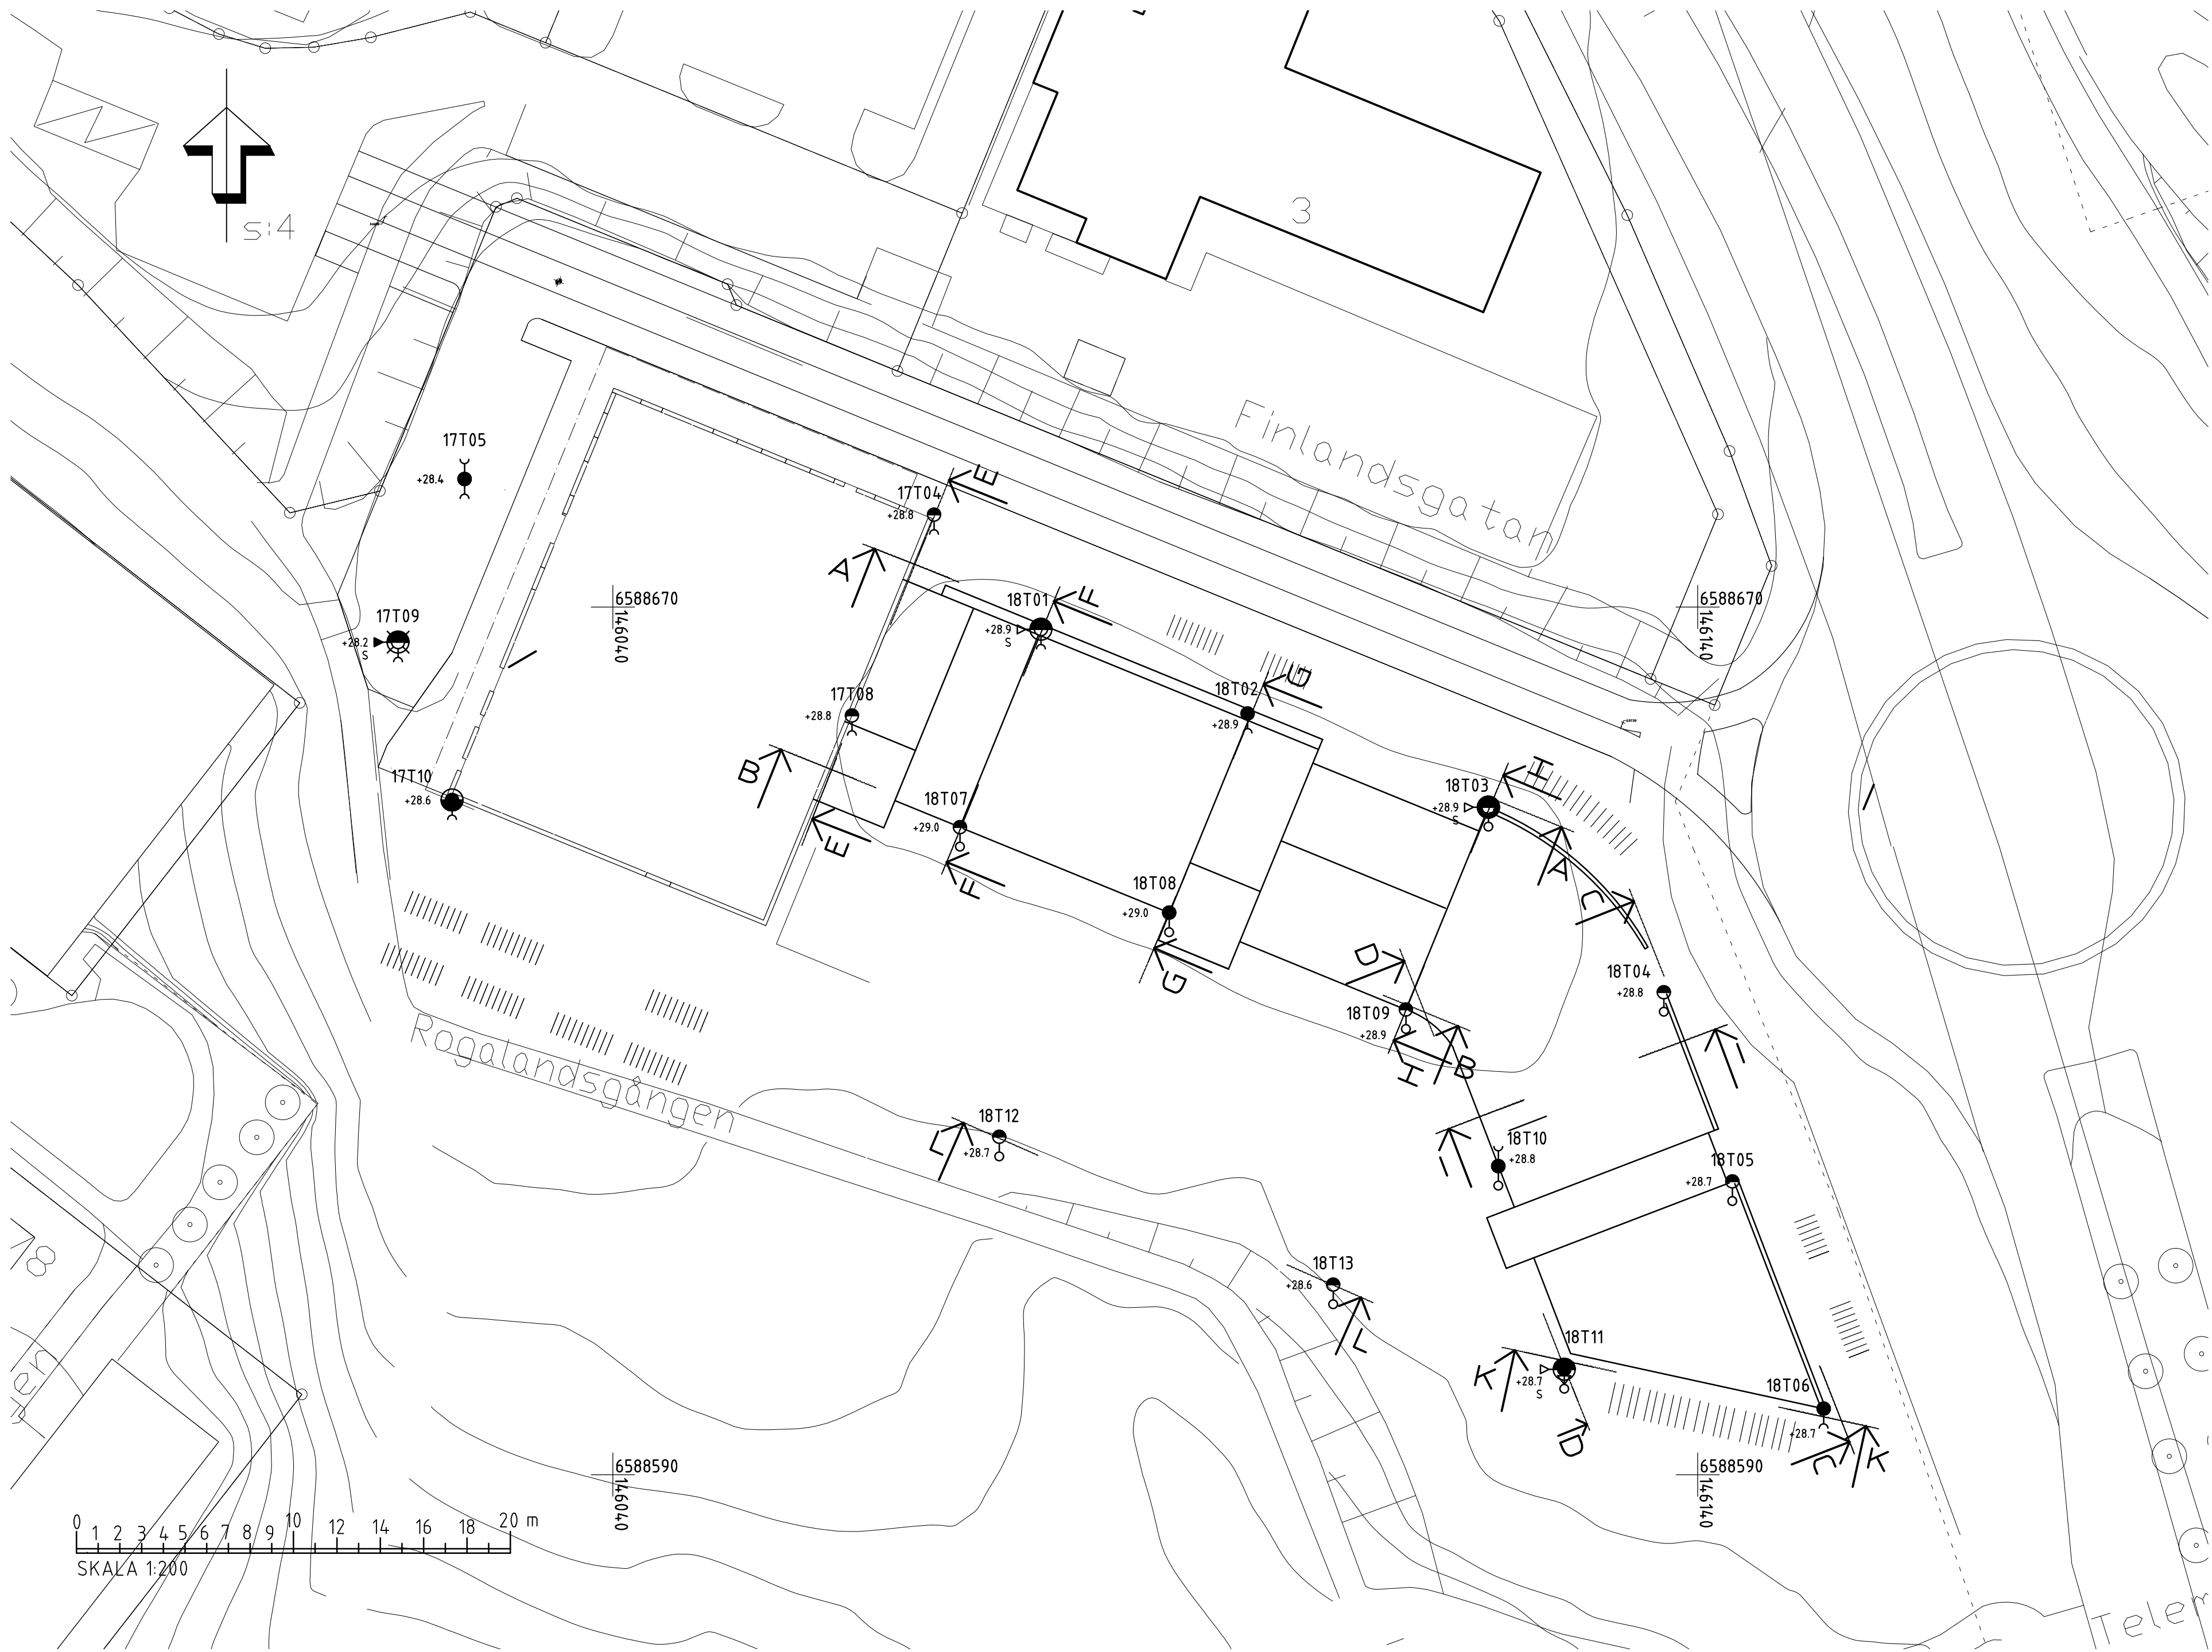 s:4
3
17T05
+28.4
Finlandsgatan
E
17T04
+28.8
A
6588670
146040
6588670
146140
18T01
+28.9
S
F
17T09
+28.2
S
G
18T02
+28.9
17T08
+28.8
B
17T10
+28.6
18T07
+29.0
E
F
18T03
+28.9
S
H
A
C
18T08
+29.0
G
D
18T04
+28.8
18T09
+28.9
H
B
I
Rogalandsgången
18T12
+28.7
L
18T10
+28.8
I
18T05
+28.7
8
18T13
+28.6
L
18T11
+28.7
S
K
D
18T06
+28.7
C
K
6588590
146040
6588590
146140
0 1 2 3 4 5 6 7 8 9 10 12 14 16 18 20 m
SKALA 1:200